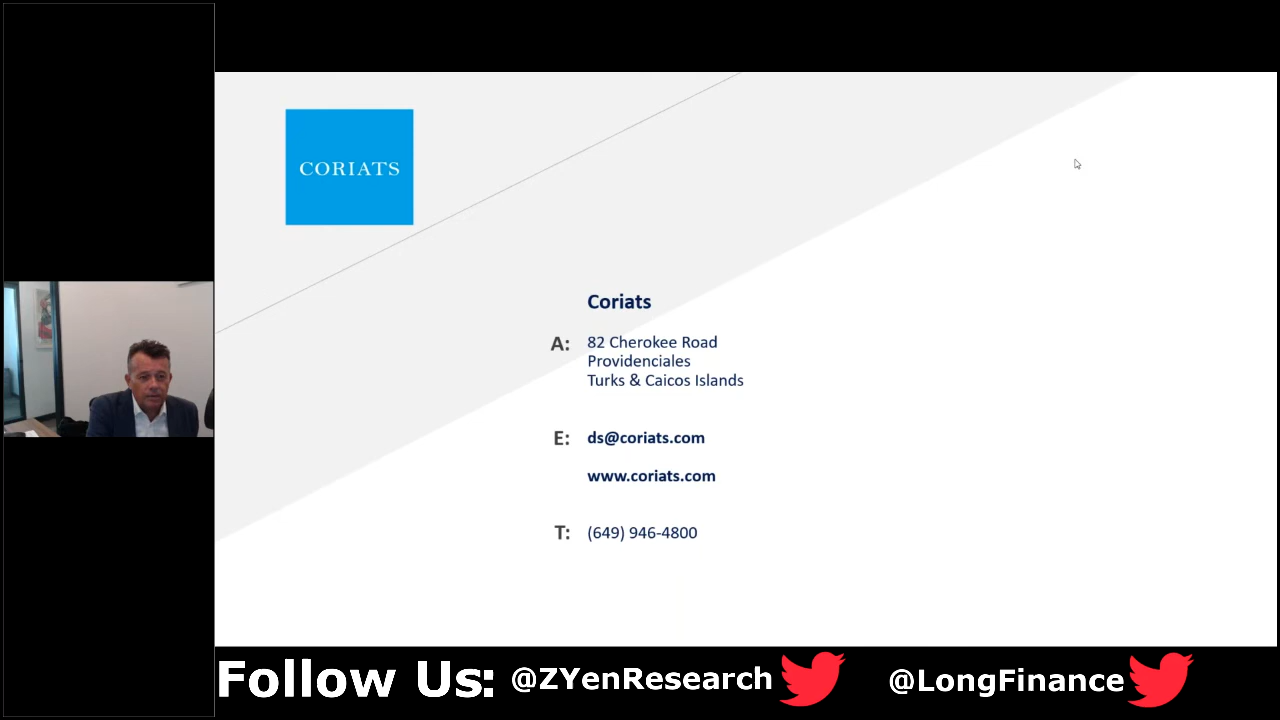 CORIATS
Coriats
A: 82 Cherokee Road
Providenciales
Turks & Caicos Islands
E: ds@coriats.com
www.coriats.com
T: (649) 946-4800
Follow Us: @ZYenResearch @LongFinance